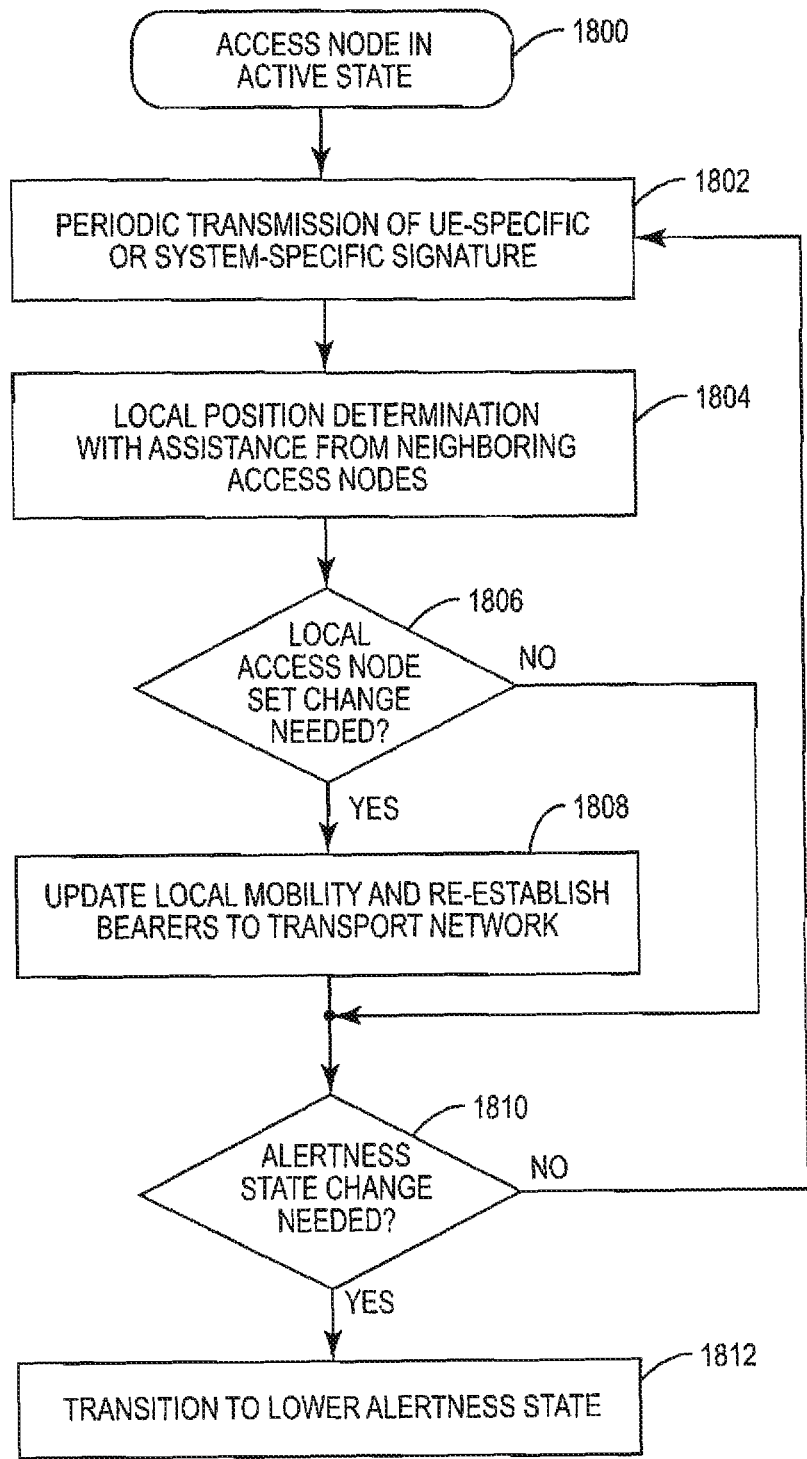 ACCESS NODE IN
ACTIVE STATE
1800
PERIODIC TRANSMISSION OF UE-SPECIFIC
OR SYSTEM-SPECIFIC SIGNATURE
1802
LOCAL POSITION DETERMINATION
WITH ASSISTANCE FROM NEIGHBORING
ACCESS NODES
1804
LOCAL
ACCESS NODE
SET CHANGE
NEEDED?
1806
NO
YES
1808
UPDATE LOCAL MOBILITY AND RE-ESTABLISH
BEARERS TO TRANSPORT NETWORK
ALERTNESS
STATE CHANGE
NEEDED?
1810
NO
YES
1812
TRANSITION TO LOWER ALERTNESS STATE